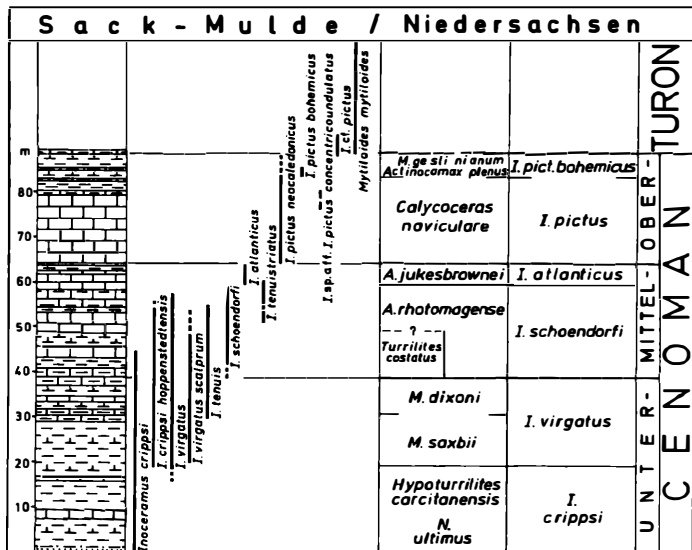 Sack-Mulde / Niedersachsen
m
80
70
60
50
40
30
20
10
Inoceramus crippsi
I. crippsi hoppenstedtensis
I. virgatus
I. virgatus scalprum
I. tenuis
I. schoendorfi
I. atlanticus
I. tenuistriatus
I. pictus neocaledonicus
I. pictus bohemicus
I. sp. aff. I. pictus concentricoundulatus
I. cf. pictus
Mytiloides mytiloides
M. geslinianum
Actinocamax plenus
Calycoceras
naviculare
A. jukesbrownei
A. rhotomagense
?
Turrilites
costatus
M. dixoni
M. saxbii
Hypoturrilites
carcitanensis
N.
ultimus
I. pict. bohemicus
I. pictus
I. atlanticus
I. schoendorfi
I. virgatus
I.
crippsi
OBER-
MITTEL-
UNTER-
TURON
CENOMAN